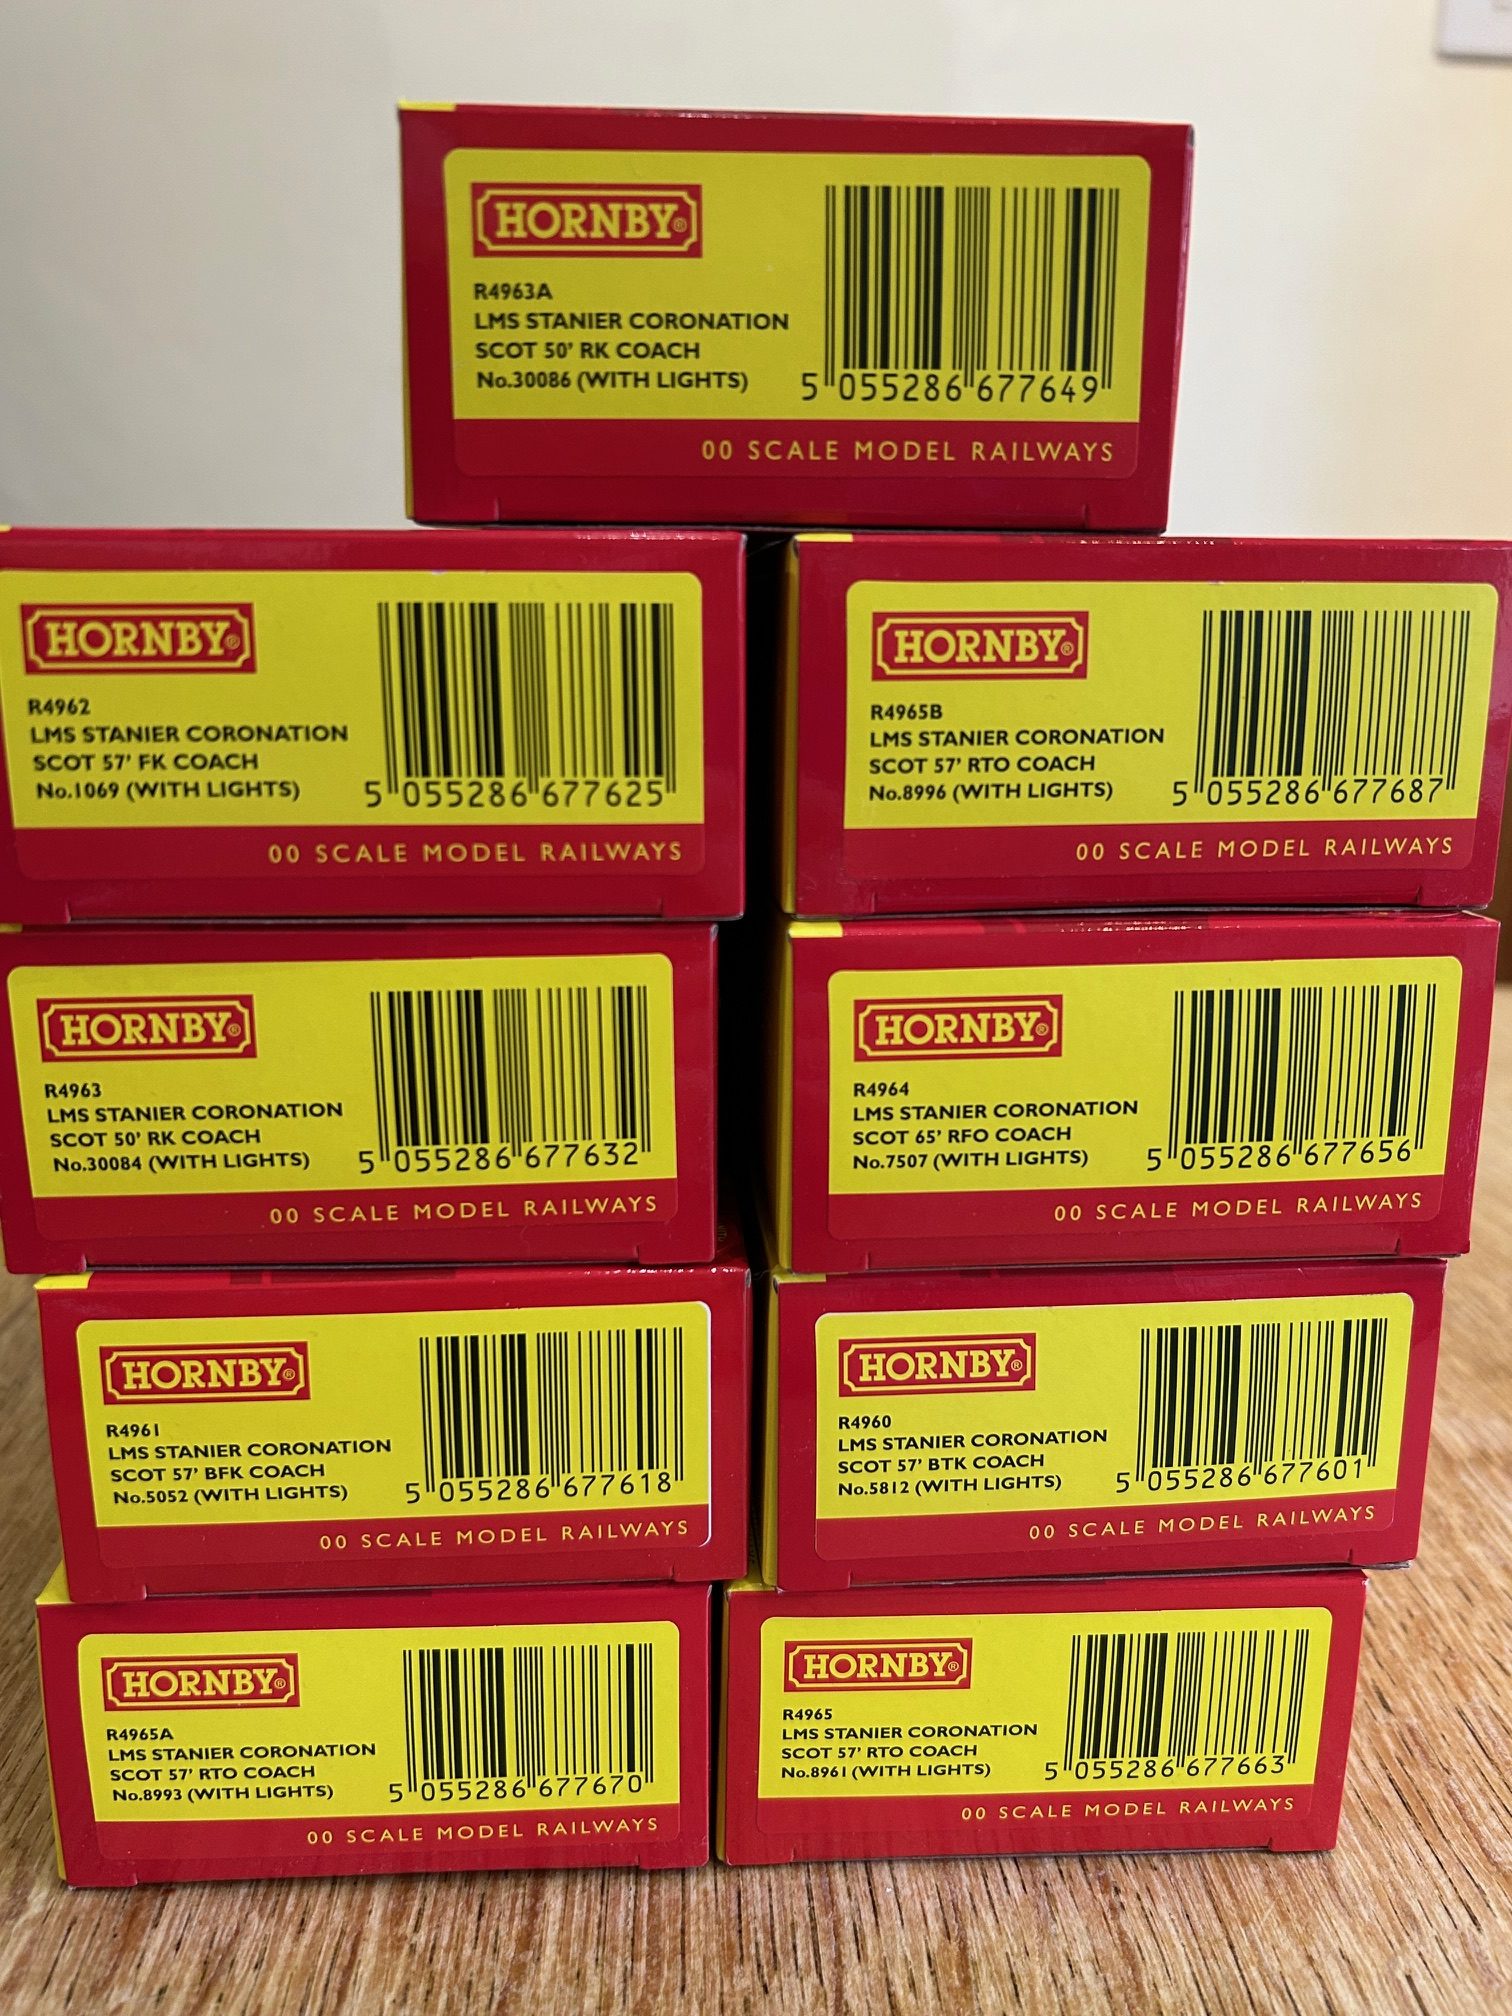 HORNBY®
R4963A
LMS STANIER CORONATION
SCOT 50' RK COACH
No.30086 (WITH LIGHTS)
5 055286 677649
00 SCALE MODEL RAILWAYS
HORNBY®
R4962
LMS STANIER CORONATION
SCOT 57' FK COACH
No.1069 (WITH LIGHTS)
5 055286 677625
00 SCALE MODEL RAILWAYS
HORNBY®
R4965B
LMS STANIER CORONATION
SCOT 57' RTO COACH
No.8996 (WITH LIGHTS)
5 055286 677687
00 SCALE MODEL RAILWAYS
HORNBY®
R4963
LMS STANIER CORONATION
SCOT 50' RK COACH
No.30084 (WITH LIGHTS)
5 055286 677632
00 SCALE MODEL RAILWAYS
HORNBY®
R4964
LMS STANIER CORONATION
SCOT 65' RFO COACH
No.7507 (WITH LIGHTS)
5 055286 677656
00 SCALE MODEL RAILWAYS
HORNBY®
R4961
LMS STANIER CORONATION
SCOT 57' BFK COACH
No.5052 (WITH LIGHTS)
5 055286 677618
00 SCALE MODEL RAILWAYS
HORNBY®
R4960
LMS STANIER CORONATION
SCOT 57' BTK COACH
No.5812 (WITH LIGHTS)
5 055286 677601
00 SCALE MODEL RAILWAYS
HORNBY®
R4965A
LMS STANIER CORONATION
SCOT 57' RTO COACH
No.8993 (WITH LIGHTS)
5 055286 677670
00 SCALE MODEL RAILWAYS
HORNBY®
R4965
LMS STANIER CORONATION
SCOT 57' RTO COACH
No.8961 (WITH LIGHTS)
5 055286 677663
00 SCALE MODEL RAILWAYS